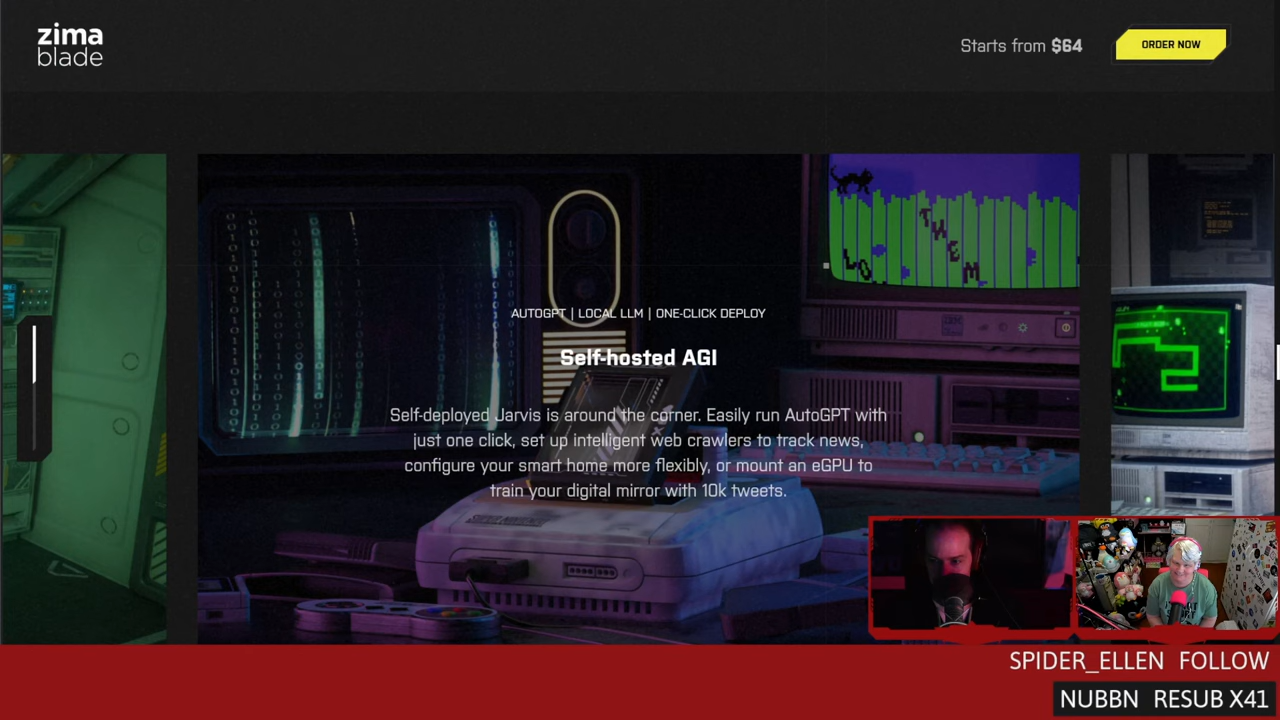 zima
blade
Starts from $64
ORDER NOW
AUTOGPT | LOCAL LLM | ONE-CLICK DEPLOY
Self-hosted AGI
Self-deployed Jarvis is around the corner. Easily run AutoGPT with
just one click, set up intelligent web crawlers to track news,
configure your smart home more flexibly, or mount an eGPU to
train your digital mirror with 10k tweets.
SPIDER_ELLEN FOLLOW
NUBBN RESUB X41